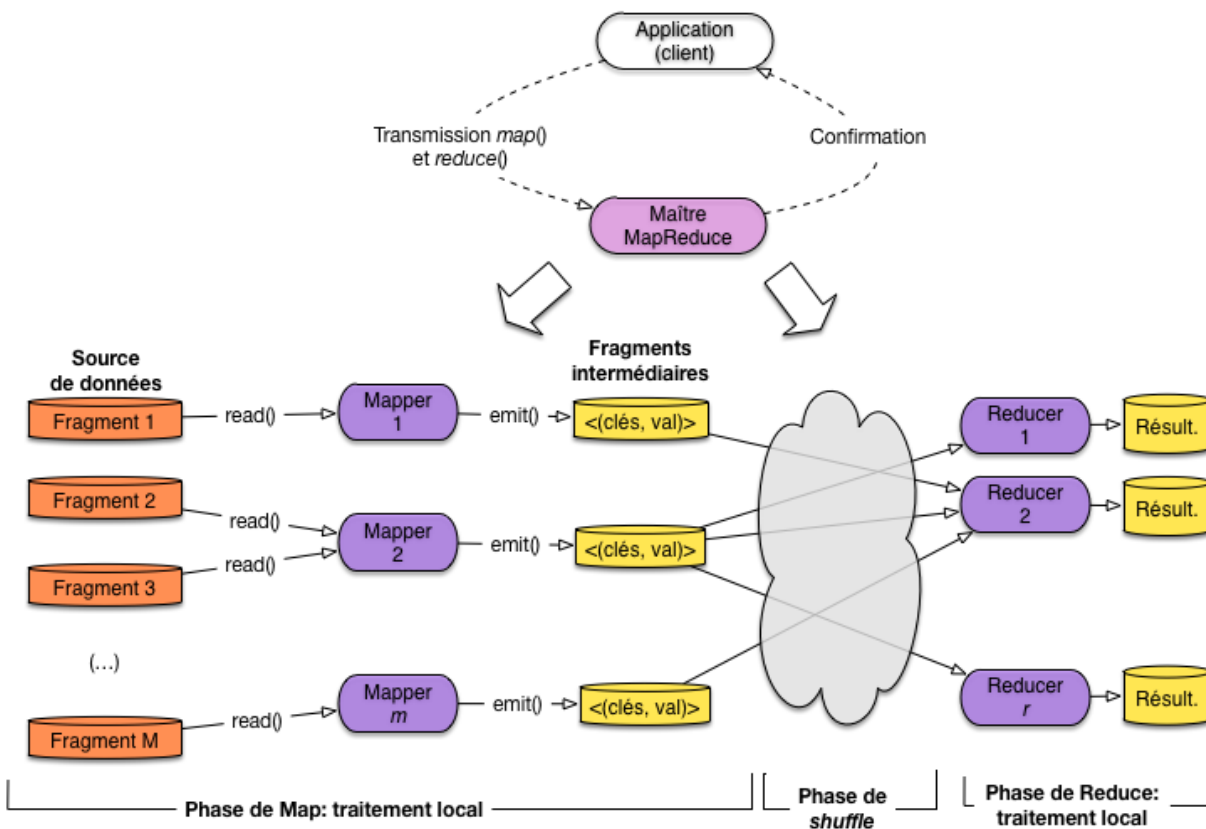 Application
(client)
Transmission map()
et reduce()
Confirmation
Maître
MapReduce
Source
de données
Fragments
intermédiaires
Fragment 1
read()
Mapper
1
emit()
<(clés, val)>
Reducer
1
Résult.
Fragment 2
read()
Mapper
2
emit()
<(clés, val)>
Reducer
2
Résult.
read()
Fragment 3
(...)
Fragment M
read()
Mapper
m
emit()
<(clés, val)>
Reducer
r
Résult.
Phase de Map: traitement local
Phase de
shuffle
Phase de Reduce:
traitement local